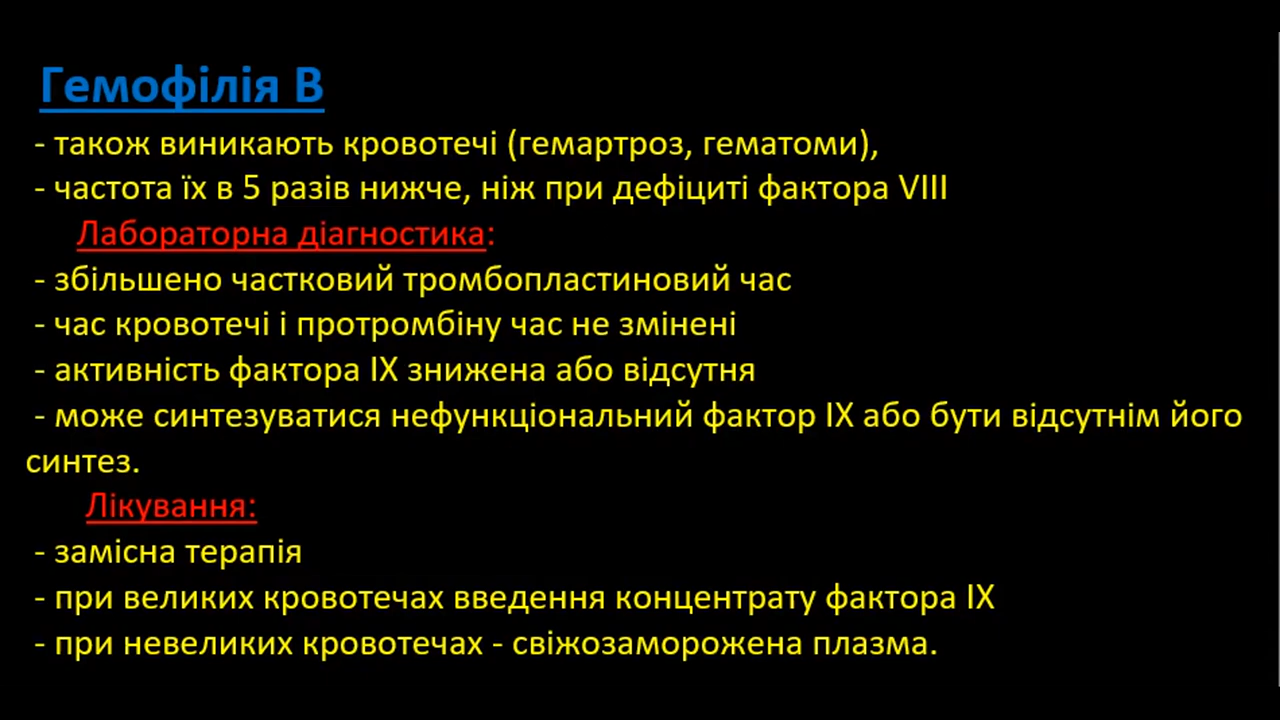 Гемофілія В
- також виникають кровотечі (гемартроз, гематоми),
- частота їх в 5 разів нижче, ніж при дефіциті фактора VIII
Лабораторна діагностика:
- збільшено частковий тромбопластиновий час
- час кровотечі і протромбіну час не змінені
- активність фактора IX знижена або відсутня
- може синтезуватися нефункціональний фактор IX або бути відсутнім його
синтез.
Лікування:
- замісна терапія
- при великих кровотечах введення концентрату фактора IX
- при невеликих кровотечах - свіжозаморожена плазма.